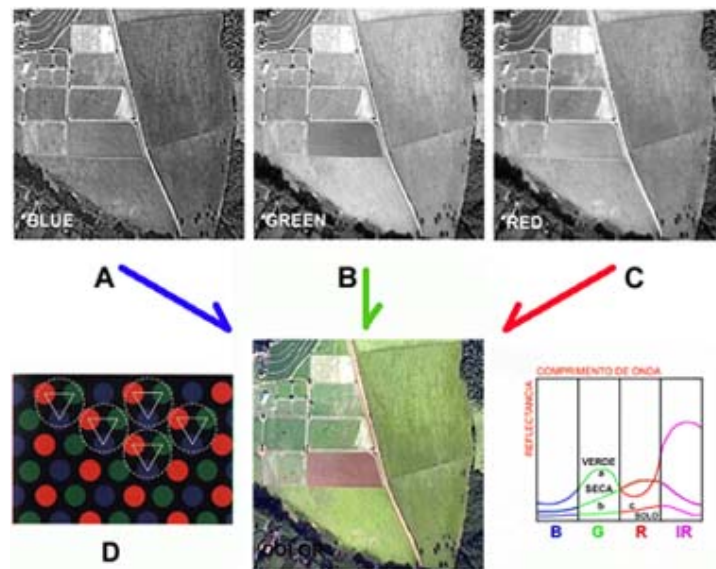 BLUE
GREEN
RED
A
B
C
COLOR
D
COMPRIMENTO DE ONDA
REFLECTANCIA
VERDE
a
SECA
b
c
SOLO
B
G
R
IR